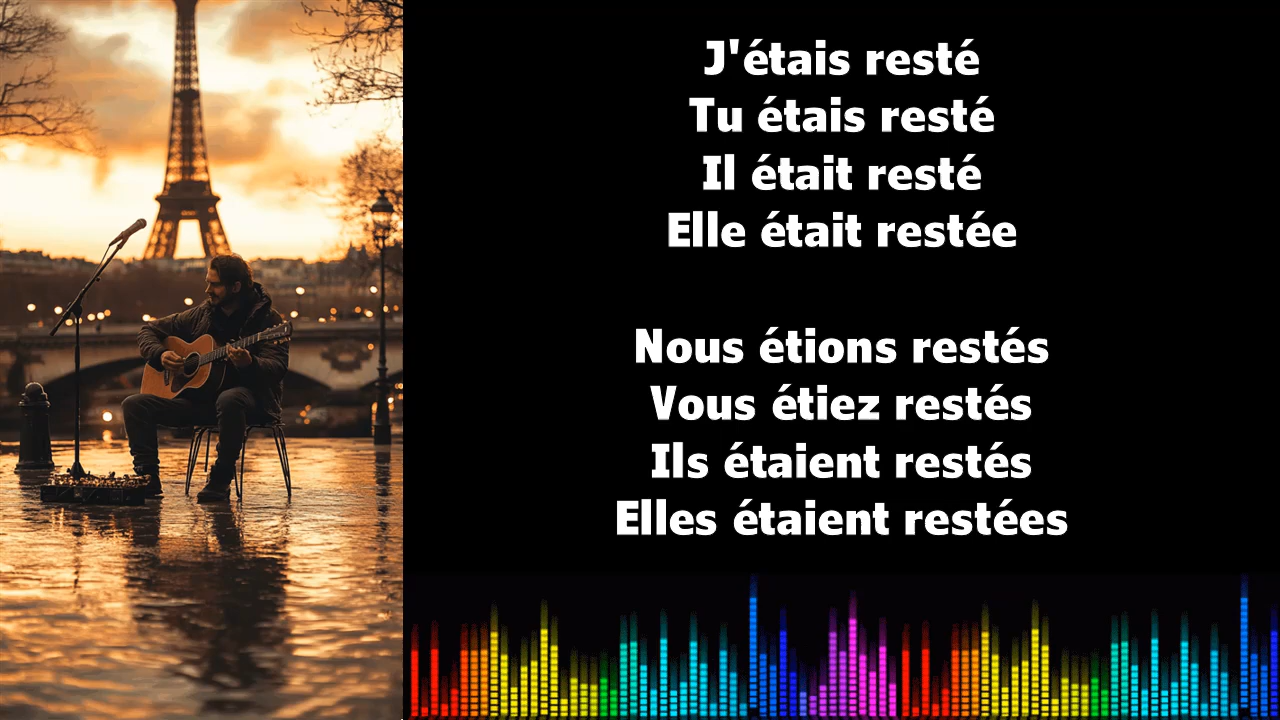 J'étais resté
Tu étais resté
Il était resté
Elle était restée
Nous étions restés
Vous étiez restés
Ils étaient restés
Elles étaient restées